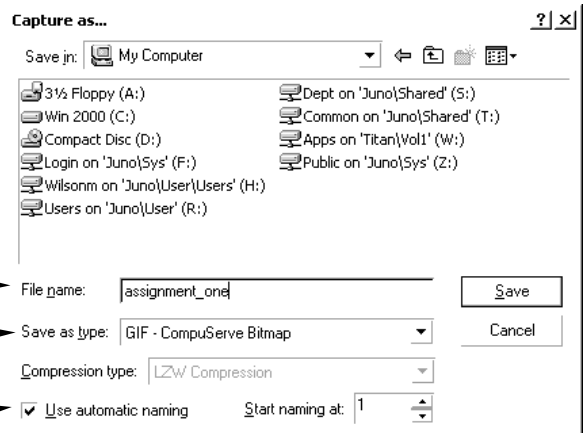 Capture as...
Save in: My Computer
3½ Floppy (A:)
Win 2000 (C:)
Compact Disc (D:)
Login on 'Juno\Sys' (F:)
Wilsonm on 'Juno\User\Users' (H:)
Users on 'Juno\User' (R:)
Dept on 'Juno\Shared' (S:)
Common on 'Juno\Shared' (T:)
Apps on 'Titan\Vol1' (W:)
Public on 'Juno\Sys' (Z:)
File name: assignment_one Save
Save as type: GIF - CompuServe Bitmap Cancel
Compression type: LZW Compression
Use automatic naming Start naming at: 1